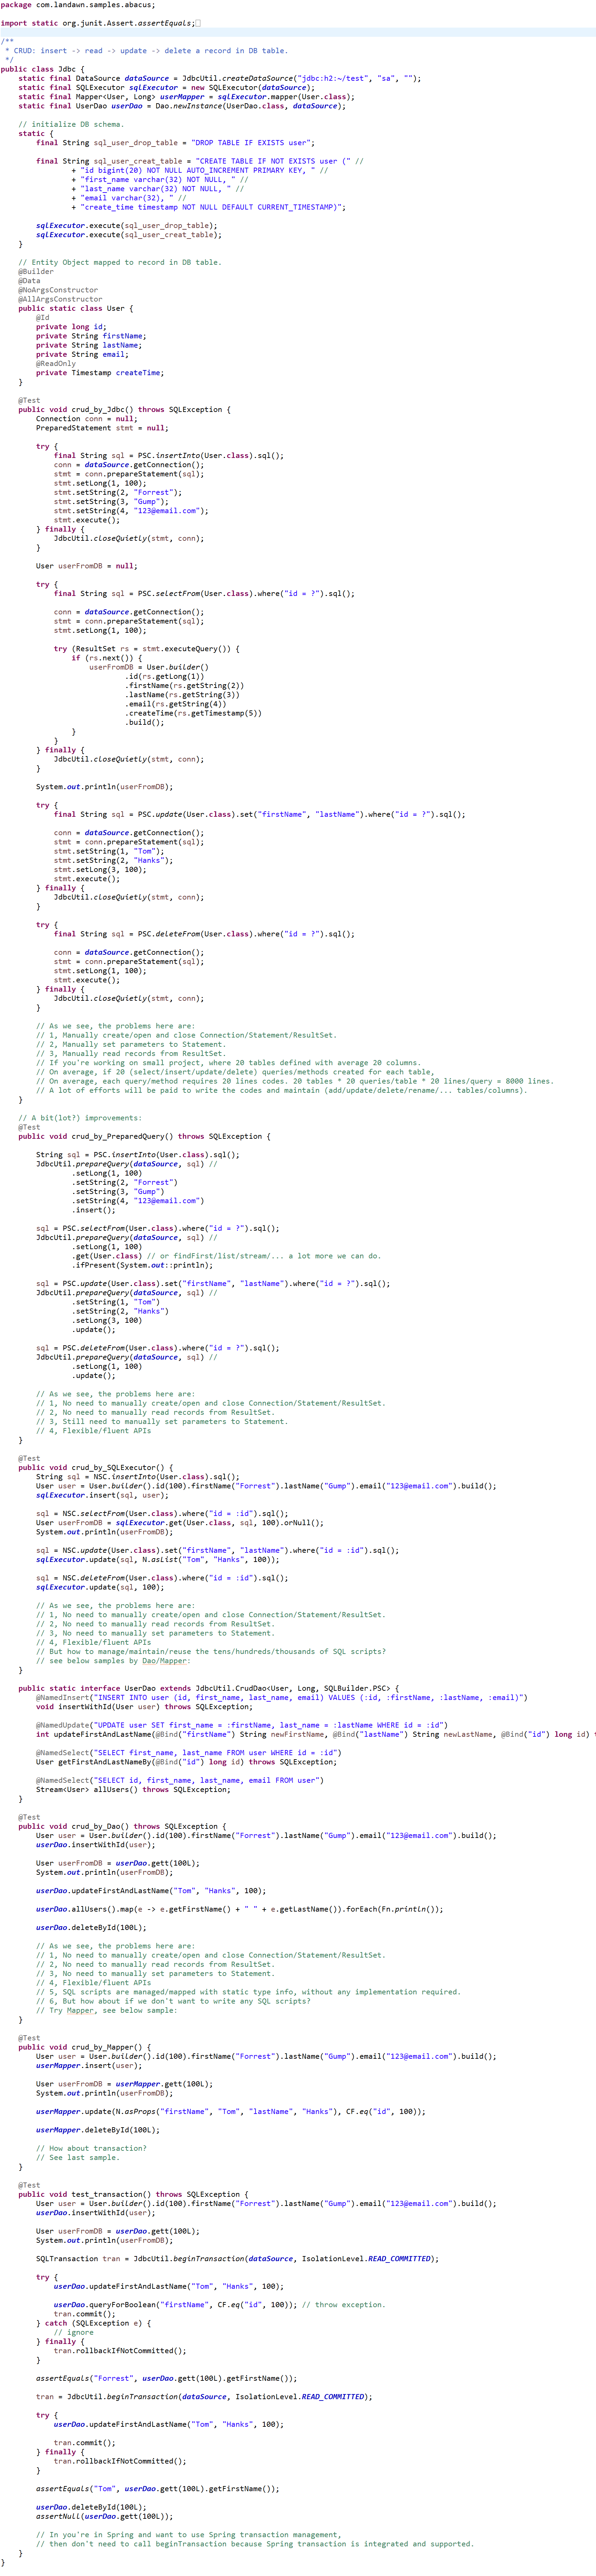 package com.landawn.samples.abacus;
import static org.junit.Assert.assertEquals;
/**
 * CRUD: insert -> read -> update -> delete a record in DB table.
 */
public class Jdbc {
    static final DataSource dataSource = JdbcUtil.createDataSource("jdbc:h2:~/test", "sa", "");
    static final SQLExecutor sqlExecutor = new SQLExecutor(dataSource);
    static final Mapper<User, Long> userMapper = sqlExecutor.mapper(User.class);
    static final UserDao userDao = Dao.newInstance(UserDao.class, dataSource);
    // initialize DB schema.
    static {
        final String sql_user_drop_table = "DROP TABLE IF EXISTS user";
        final String sql_user_creat_table = "CREATE TABLE IF NOT EXISTS user (" //
                + "id bigint(20) NOT NULL AUTO_INCREMENT PRIMARY KEY, " //
                + "first_name varchar(32) NOT NULL, " //
                + "last_name varchar(32) NOT NULL, " //
                + "email varchar(32), " //
                + "create_time timestamp NOT NULL DEFAULT CURRENT_TIMESTAMP)";
        sqlExecutor.execute(sql_user_drop_table);
        sqlExecutor.execute(sql_user_creat_table);
    }
    // Entity Object mapped to record in DB table.
    @Builder
    @Data
    @NoArgsConstructor
    @AllArgsConstructor
    public static class User {
        @Id
        private long id;
        private String firstName;
        private String lastName;
        private String email;
        @ReadOnly
        private Timestamp createTime;
    }
    @Test
    public void crud_by_Jdbc() throws SQLException {
        Connection conn = null;
        PreparedStatement stmt = null;
        try {
            final String sql = PSC.insertInto(User.class).sql();
            conn = dataSource.getConnection();
            stmt = conn.prepareStatement(sql);
            stmt.setLong(1, 100);
            stmt.setString(2, "Forrest");
            stmt.setString(3, "Gump");
            stmt.setString(4, "123@email.com");
            stmt.execute();
        } finally {
            JdbcUtil.closeQuietly(stmt, conn);
        }
        User userFromDB = null;
        try {
            final String sql = PSC.selectFrom(User.class).where("id = ?").sql();
            conn = dataSource.getConnection();
            stmt = conn.prepareStatement(sql);
            stmt.setLong(1, 100);
            try (ResultSet rs = stmt.executeQuery()) {
                if (rs.next()) {
                    userFromDB = User.builder()
                            .id(rs.getLong(1))
                            .firstName(rs.getString(2))
                            .lastName(rs.getString(3))
                            .email(rs.getString(4))
                            .createTime(rs.getTimestamp(5))
                            .build();
                }
            }
        } finally {
            JdbcUtil.closeQuietly(stmt, conn);
        }
        System.out.println(userFromDB);
        try {
            final String sql = PSC.update(User.class).set("firstName", "lastName").where("id = ?").sql();
            conn = dataSource.getConnection();
            stmt = conn.prepareStatement(sql);
            stmt.setString(1, "Tom");
            stmt.setString(2, "Hanks");
            stmt.setLong(3, 100);
            stmt.execute();
        } finally {
            JdbcUtil.closeQuietly(stmt, conn);
        }
        try {
            final String sql = PSC.deleteFrom(User.class).where("id = ?").sql();
            conn = dataSource.getConnection();
            stmt = conn.prepareStatement(sql);
            stmt.setLong(1, 100);
            stmt.execute();
        } finally {
            JdbcUtil.closeQuietly(stmt, conn);
        }
        // As we see, the problems here are:
        // 1, Manually create/open and close Connection/Statement/ResultSet.
        // 2, Manually set parameters to Statement.
        // 3, Manually read records from ResultSet.
        // If you're working on small project, where 20 tables defined with average 20 columns.
        // On average, if 20 (select/insert/update/delete) queries/methods created for each table,
        // On average, each query/method requires 20 lines codes. 20 tables * 20 queries/table * 20 lines/query = 8000 lines.
        // A lot of efforts will be paid to write the codes and maintain (add/update/delete/rename/... tables/columns).
    }
    // A bit(lot?) improvements:
    @Test
    public void crud_by_PreparedQuery() throws SQLException {
        String sql = PSC.insertInto(User.class).sql();
        JdbcUtil.prepareQuery(dataSource, sql) //
                .setLong(1, 100)
                .setString(2, "Forrest")
                .setString(3, "Gump")
                .setString(4, "123@email.com")
                .insert();
        sql = PSC.selectFrom(User.class).where("id = ?").sql();
        JdbcUtil.prepareQuery(dataSource, sql) //
                .setLong(1, 100)
                .get(User.class) // or findFirst/list/stream/... a lot more we can do.
                .ifPresent(System.out::println);
        sql = PSC.update(User.class).set("firstName", "lastName").where("id = ?").sql();
        JdbcUtil.prepareQuery(dataSource, sql) //
                .setString(1, "Tom")
                .setString(2, "Hanks")
                .setLong(3, 100)
                .update();
        sql = PSC.deleteFrom(User.class).where("id = ?").sql();
        JdbcUtil.prepareQuery(dataSource, sql) //
                .setLong(1, 100)
                .update();
        // As we see, the problems here are:
        // 1, No need to manually create/open and close Connection/Statement/ResultSet.
        // 2, No need to manually read records from ResultSet.
        // 3, Still need to manually set parameters to Statement.
        // 4, Flexible/fluent APIs
    }
    @Test
    public void crud_by_SQLExecutor() {
        String sql = NSC.insertInto(User.class).sql();
        User user = User.builder().id(100).firstName("Forrest").lastName("Gump").email("123@email.com").build();
        sqlExecutor.insert(sql, user);
        sql = NSC.selectFrom(User.class).where("id = :id").sql();
        User userFromDB = sqlExecutor.get(User.class, sql, 100).orNull();
        System.out.println(userFromDB);
        sql = NSC.update(User.class).set("firstName", "lastName").where("id = :id").sql();
        sqlExecutor.update(sql, N.asList("Tom", "Hanks", 100));
        sql = NSC.deleteFrom(User.class).where("id = :id").sql();
        sqlExecutor.update(sql, 100);
        // As we see, the problems here are:
        // 1, No need to manually create/open and close Connection/Statement/ResultSet.
        // 2, No need to manually read records from ResultSet.
        // 3, No need to manually set parameters to Statement.
        // 4, Flexible/fluent APIs
        // But how to manage/maintain/reuse the tens/hundreds/thousands of SQL scripts?
        // see below samples by Dao/Mapper:
    }
    public static interface UserDao extends JdbcUtil.CrudDao<User, Long, SQLBuilder.PSC> {
        @NamedInsert("INSERT INTO user (id, first_name, last_name, email) VALUES (:id, :firstName, :lastName, :email)")
        void insertWithId(User user) throws SQLException;
        @NamedUpdate("UPDATE user SET first_name = :firstName, last_name = :lastName WHERE id = :id")
        int updateFirstAndLastName(@Bind("firstName") String newFirstName, @Bind("lastName") String newLastName, @Bind("id") long id)
        @NamedSelect("SELECT first_name, last_name FROM user WHERE id = :id")
        User getFirstAndLastNameBy(@Bind("id") long id) throws SQLException;
        @NamedSelect("SELECT id, first_name, last_name, email FROM user")
        Stream<User> allUsers() throws SQLException;
    }
    @Test
    public void crud_by_Dao() throws SQLException {
        User user = User.builder().id(100).firstName("Forrest").lastName("Gump").email("123@email.com").build();
        userDao.insertWithId(user);
        User userFromDB = userDao.gett(100L);
        System.out.println(userFromDB);
        userDao.updateFirstAndLastName("Tom", "Hanks", 100);
        userDao.allUsers().map(e -> e.getFirstName() + " " + e.getLastName()).forEach(Fn.println());
        userDao.deleteById(100L);
        // As we see, the problems here are:
        // 1, No need to manually create/open and close Connection/Statement/ResultSet.
        // 2, No need to manually read records from ResultSet.
        // 3, No need to manually set parameters to Statement.
        // 4, Flexible/fluent APIs
        // 5, SQL scripts are managed/mapped with static type info, without any implementation required.
        // 6, But how about if we don't want to write any SQL scripts?
        // Try Mapper, see below sample:
    }
    @Test
    public void crud_by_Mapper() {
        User user = User.builder().id(100).firstName("Forrest").lastName("Gump").email("123@email.com").build();
        userMapper.insert(user);
        User userFromDB = userMapper.gett(100L);
        System.out.println(userFromDB);
        userMapper.update(N.asProps("firstName", "Tom", "lastName", "Hanks"), CF.eq("id", 100));
        userMapper.deleteById(100L);
        // How about transaction?
        // See last sample.
    }
    @Test
    public void test_transaction() throws SQLException {
        User user = User.builder().id(100).firstName("Forrest").lastName("Gump").email("123@email.com").build();
        userDao.insertWithId(user);
        User userFromDB = userDao.gett(100L);
        System.out.println(userFromDB);
        SQLTransaction tran = JdbcUtil.beginTransaction(dataSource, IsolationLevel.READ_COMMITTED);
        try {
            userDao.updateFirstAndLastName("Tom", "Hanks", 100);
            userDao.queryForBoolean("firstName", CF.eq("id", 100)); // throw exception.
            tran.commit();
        } catch (SQLException e) {
            // ignore
        } finally {
            tran.rollbackIfNotCommitted();
        }
        assertEquals("Forrest", userDao.gett(100L).getFirstName());
        tran = JdbcUtil.beginTransaction(dataSource, IsolationLevel.READ_COMMITTED);
        try {
            userDao.updateFirstAndLastName("Tom", "Hanks", 100);
            tran.commit();
        } finally {
            tran.rollbackIfNotCommitted();
        }
        assertEquals("Tom", userDao.gett(100L).getFirstName());
        userDao.deleteById(100L);
        assertNull(userDao.gett(100L));
        // In you're in Spring and want to use Spring transaction management,
        // then don't need to call beginTransaction because Spring transaction is integrated and supported.
    }
}